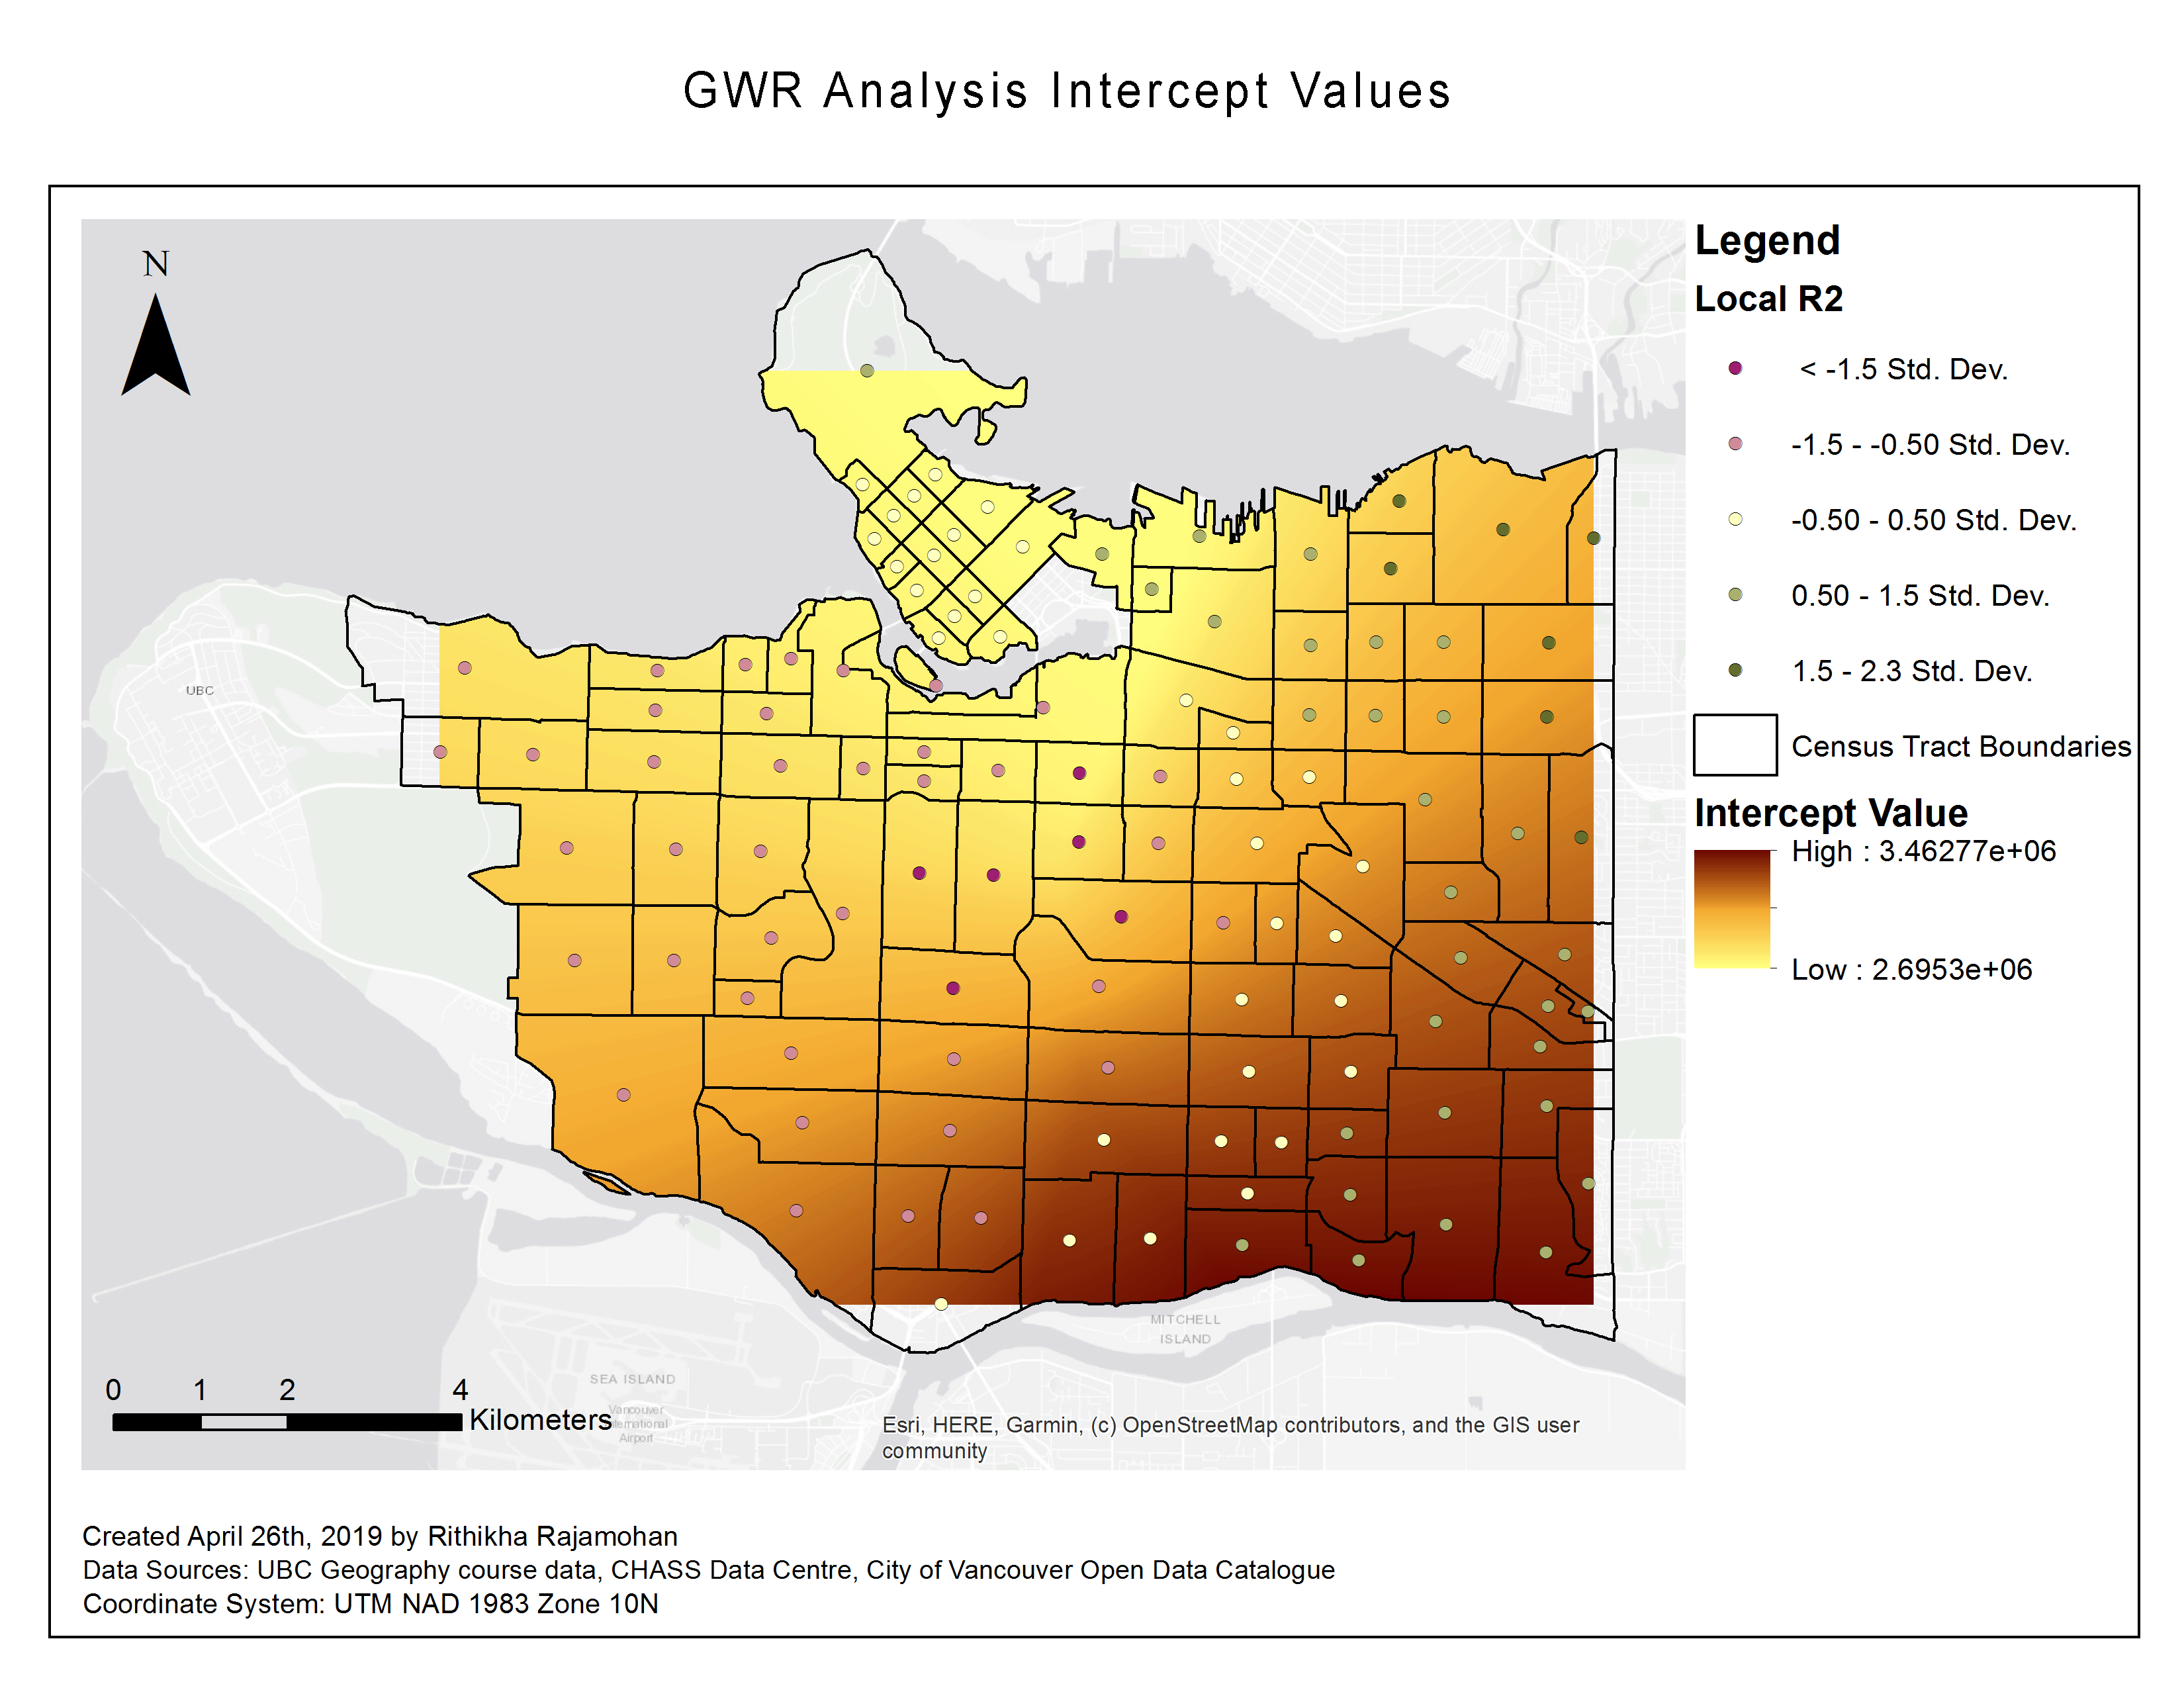 GWR Analysis Intercept Values
N
UBC
MITCHELL
ISLAND
SEA ISLAND
Vancouver
International
Airport
0 1 2 4
Kilometers
Esri, HERE, Garmin, (c) OpenStreetMap contributors, and the GIS user
community
Legend
Local R2
< -1.5 Std. Dev.
-1.5 - -0.50 Std. Dev.
-0.50 - 0.50 Std. Dev.
0.50 - 1.5 Std. Dev.
1.5 - 2.3 Std. Dev.
Census Tract Boundaries
Intercept Value
High : 3.46277e+06
Low : 2.6953e+06
Created April 26th, 2019 by Rithikha Rajamohan
Data Sources: UBC Geography course data, CHASS Data Centre, City of Vancouver Open Data Catalogue
Coordinate System: UTM NAD 1983 Zone 10N